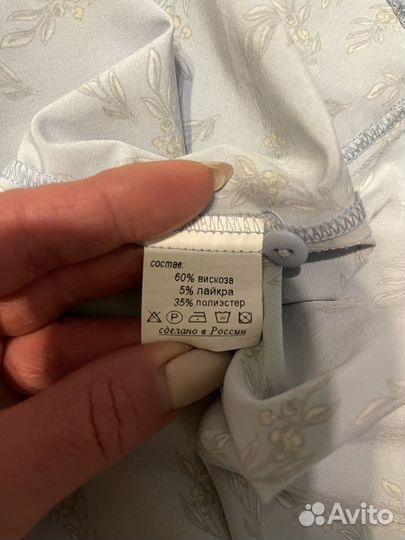 состав:
60% вискоза
5% лайкра
35% полиэстер
сделано в России
Avito